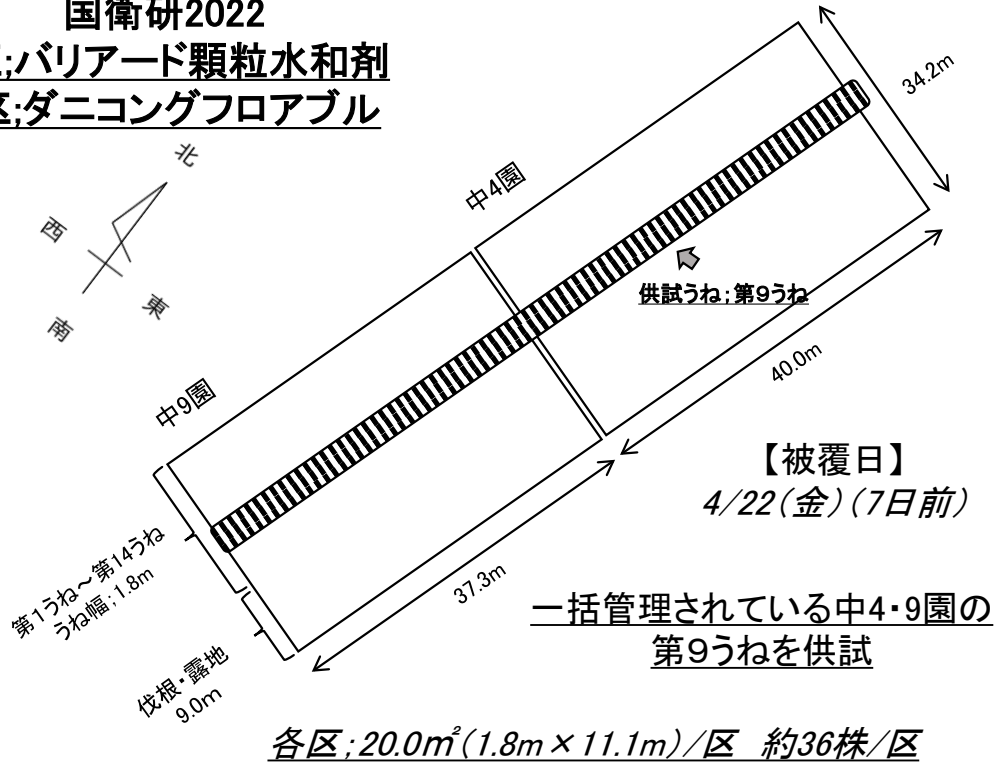 国衛研2022
;バリアード顆粒水和剤
区;ダニコングフロアブル
北
西
東
南
34.2m
中4園
供試うね;第9うね
40.0m
中9園
【被覆日】
4/22(金)(7日前)
第1うね～第14うね
うね幅;1.8m
37.3m
一括管理されている中4・9園の
第9うねを供試
伐根・露地
9.0m
各区;20.0㎡(1.8m×11.1m)/区 約36株/区